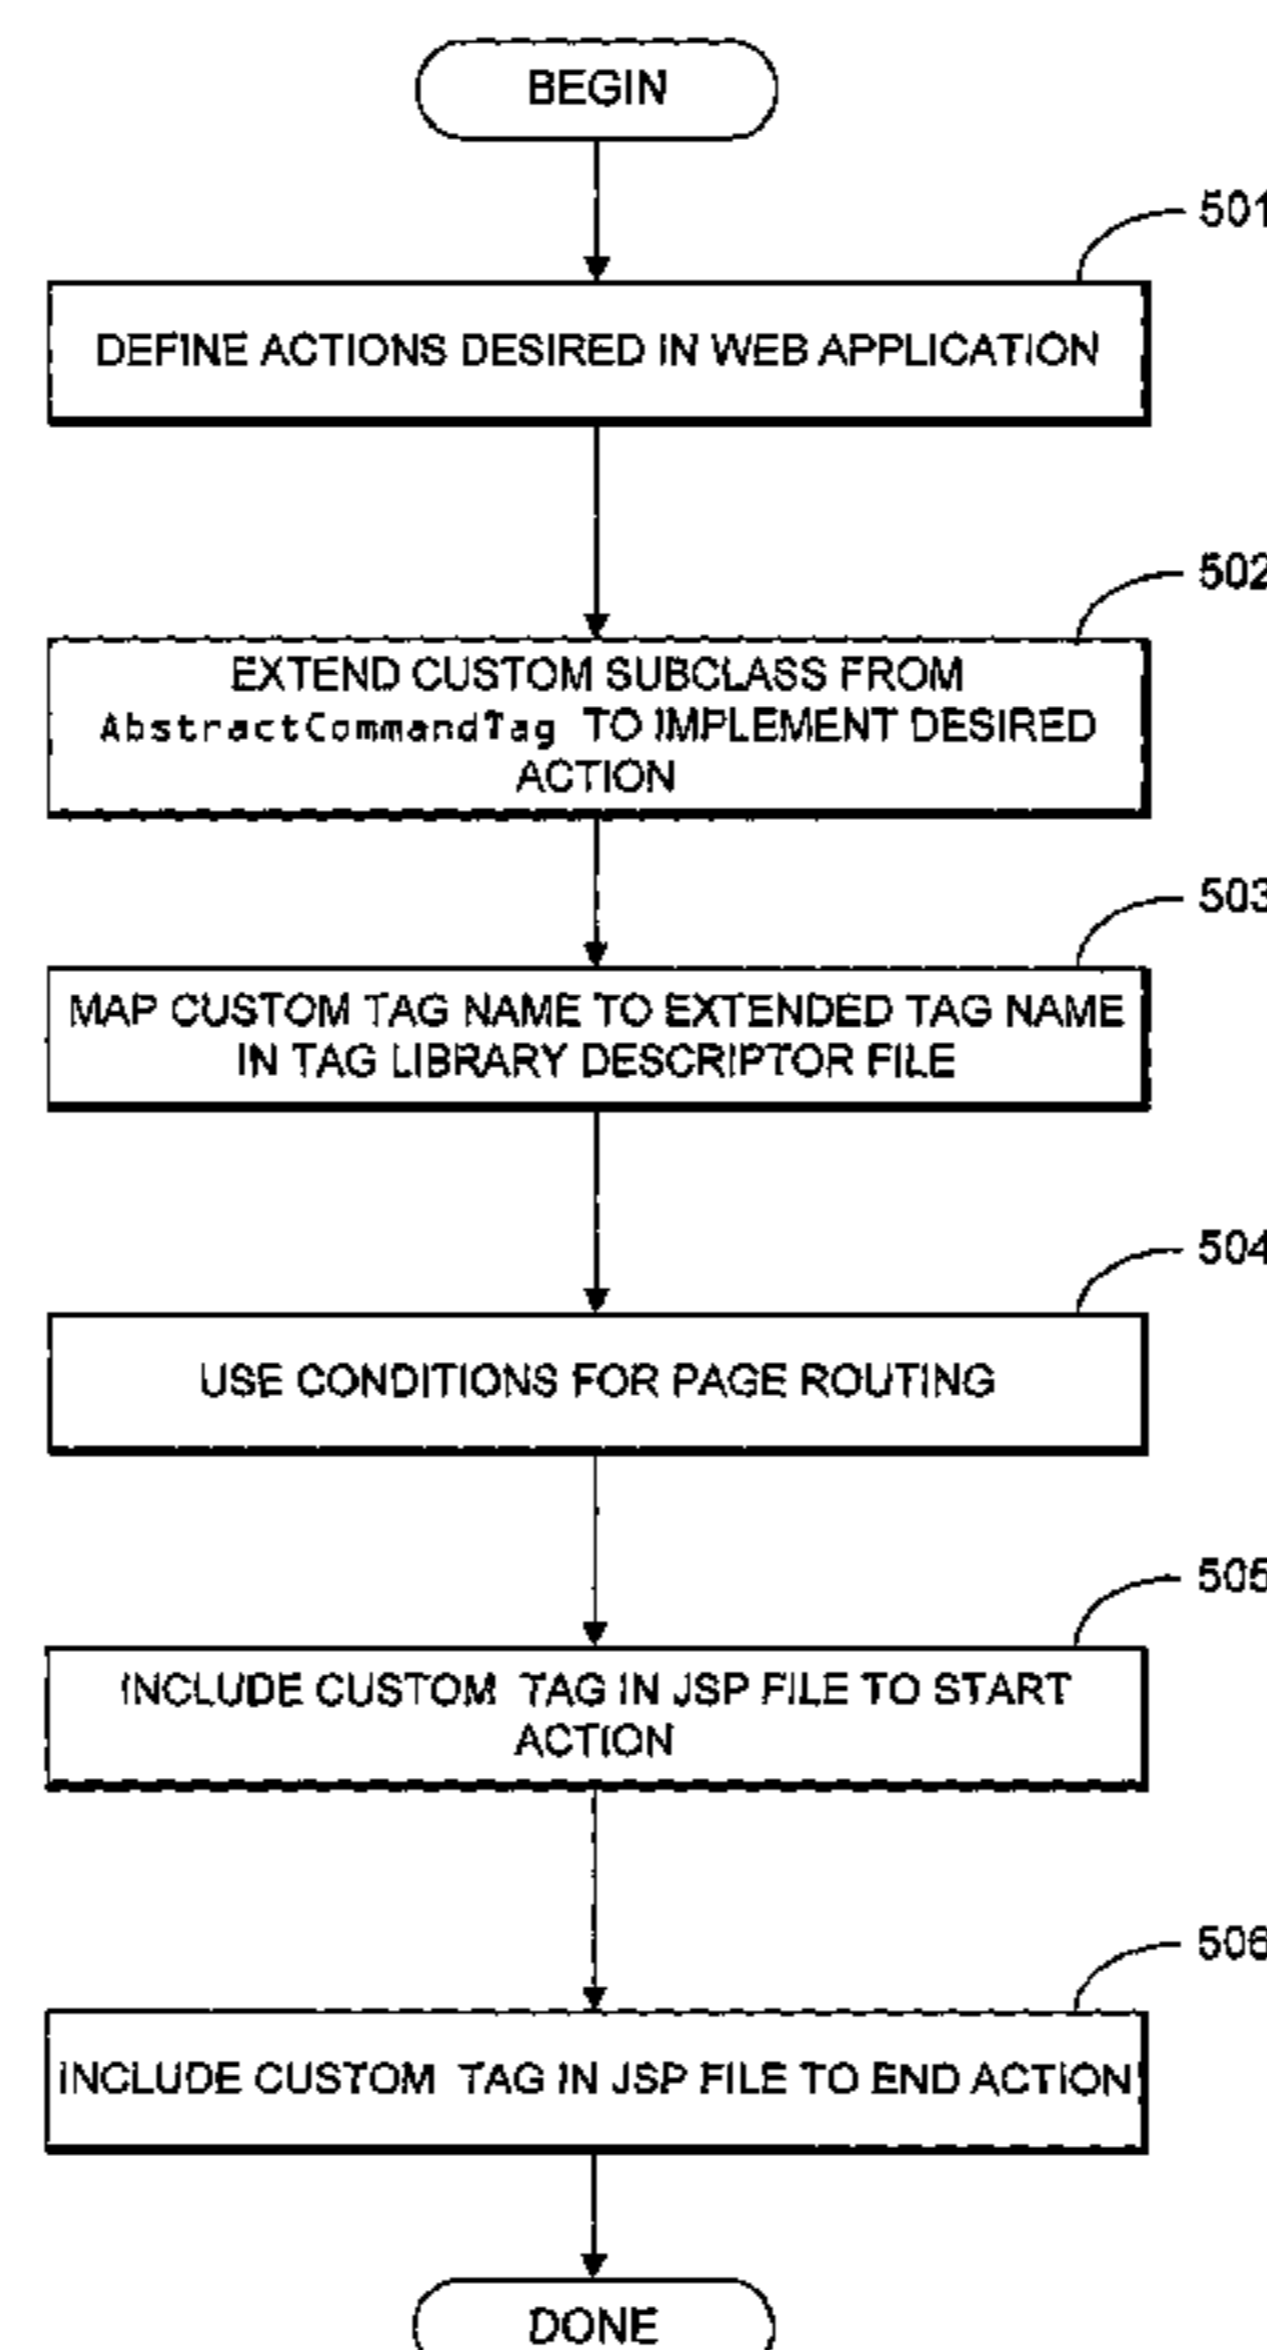 BEGIN
501
DEFINE ACTIONS DESIRED IN WEB APPLICATION
502
EXTEND CUSTOM SUBCLASS FROM
AbstractCommandTag TO IMPLEMENT DESIRED
ACTION
503
MAP CUSTOM TAG NAME TO EXTENDED TAG NAME
IN TAG LIBRARY DESCRIPTOR FILE
504
USE CONDITIONS FOR PAGE ROUTING
505
INCLUDE CUSTOM TAG IN JSP FILE TO START
ACTION
506
INCLUDE CUSTOM TAG IN JSP FILE TO END ACTION
DONE